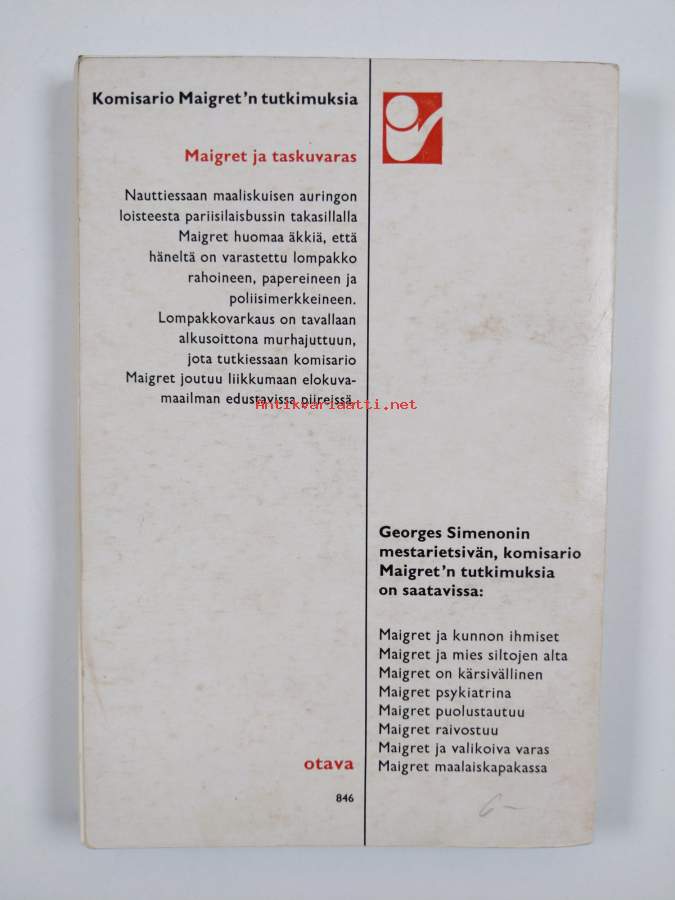 Komisario Maigret'n tutkimuksia
Maigret ja taskuvaras
Nauttiessaan maaliskuisen auringon
loisteesta pariisilaisbussin takasillalla
Maigret huomaa äkkiä, että
häneltä on varastettu lompakko
rahoineen, papereineen ja
poliisimerkkeineen.
Lompakkovarkaus on tavallaan
alkusoittona murhajuttuun,
jota tutkiessaan komisario
Maigret joutuu liikkumaan elokuva-
maailman edustavissa piireissä.
Antikvariaatti.net
otava
846
Georges Simenonin
mestarietsivän, komisario
Maigret'n tutkimuksia
on saatavissa:
Maigret ja kunnon ihmiset
Maigret ja mies siltojen alta
Maigret on kärsivällinen
Maigret psykiatrina
Maigret puolustautuu
Maigret raivostuu
Maigret ja valikoiva varas
Maigret maalaiskapakassa
6-